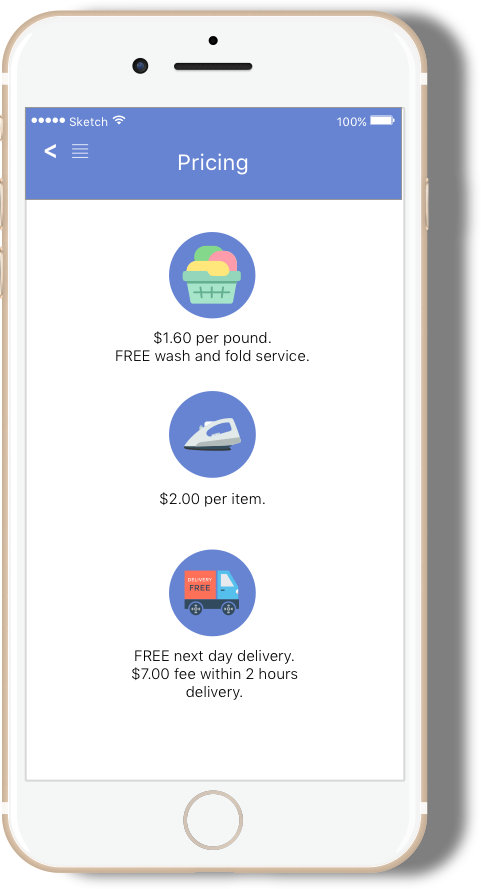 Sketch 100%
<
Pricing
$1.60 per pound.
FREE wash and fold service.
$2.00 per item.
DELIVERY
FREE
FREE next day delivery.
$7.00 fee within 2 hours
delivery.